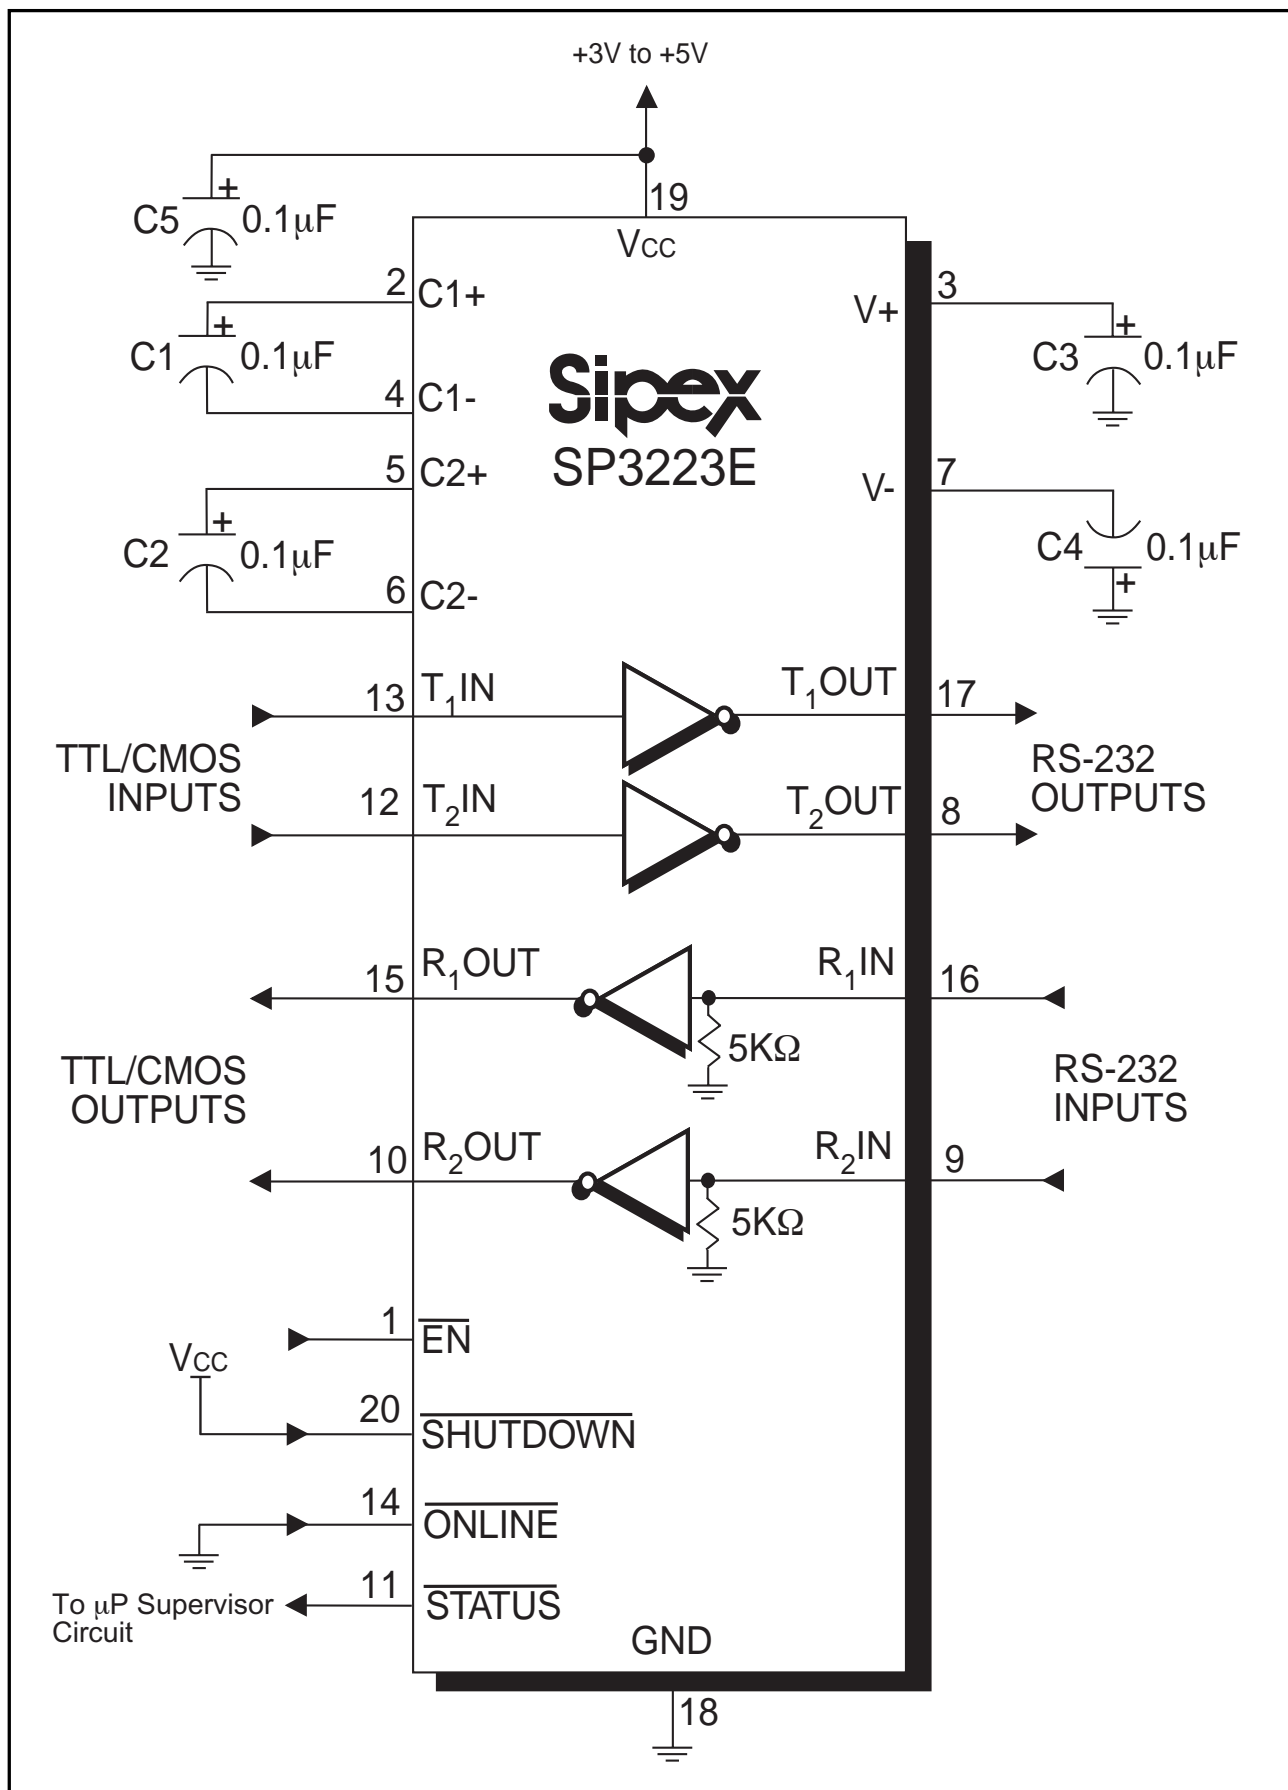 +3V to +5V
19
VCC
C5 + 0.1μF
2 C1+
C1 + 0.1μF
4 C1-
V+ 3
C3 + 0.1μF
Sipex
SP3223E
5 C2+
C2 + 0.1μF
6 C2-
V- 7
C4 0.1μF
+
13 T1IN
T1OUT 17
TTL/CMOS
INPUTS
RS-232
OUTPUTS
12 T2IN
T2OUT 8
15 R1OUT
R1IN 16
5KΩ
TTL/CMOS
OUTPUTS
RS-232
INPUTS
10 R2OUT
R2IN 9
5KΩ
1 EN
VCC
20 SHUTDOWN
14 ONLINE
11 STATUS
To μP Supervisor
Circuit
GND
18